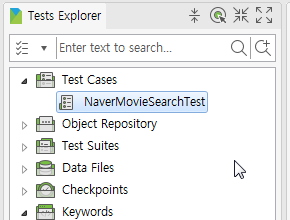 Tests Explorer
Enter text to search...
Test Cases
NaverMovieSearchTest
Object Repository
Test Suites
Data Files
Checkpoints
Keywords